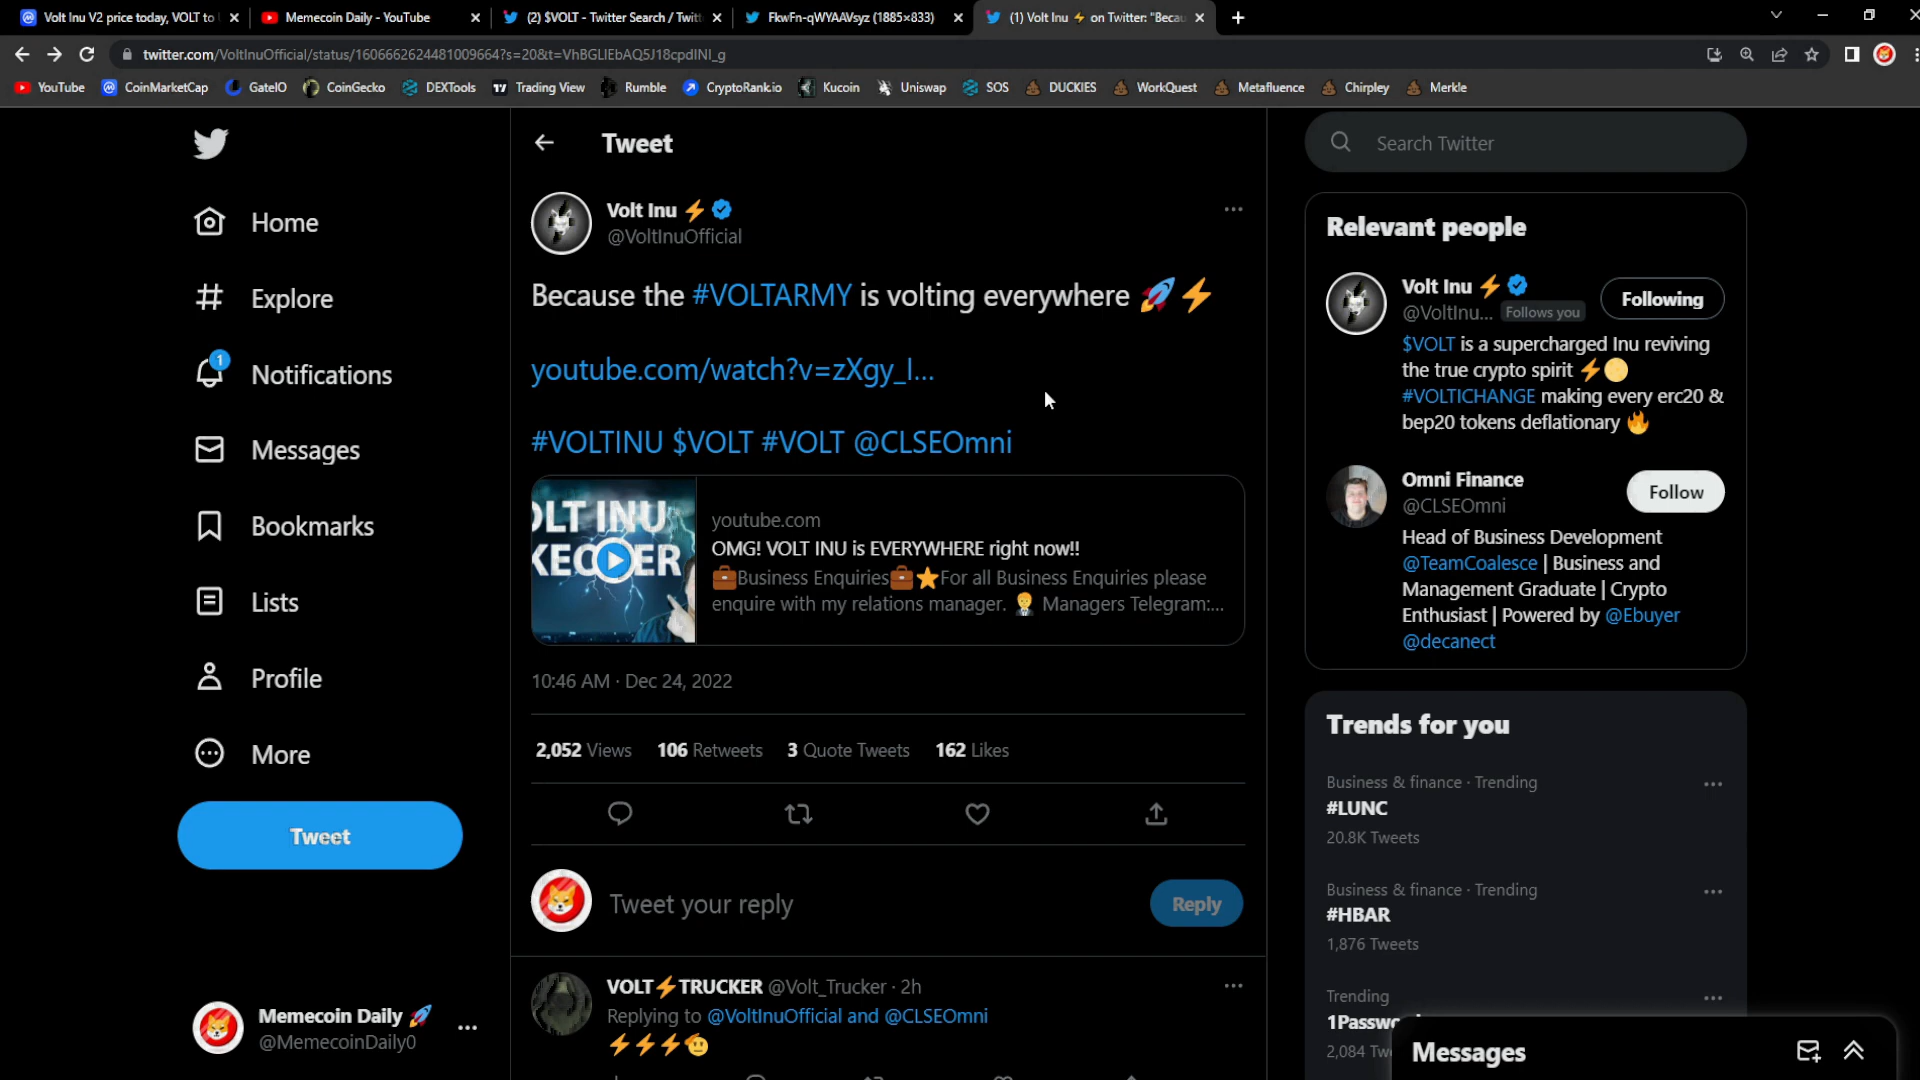 Volt Inu V2 price today, VOLT to
Memecoin Daily - YouTube
(2) $VOLT - Twitter Search / Twitt
FkwFn-qWYAAVsyz (1885×833)
(1) Volt Inu ⚡ on Twitter: "Becau
twitter.com/VoltInuOfficial/status/1606662624481009664?s=20&t=VhBGLIEbAQ5J18cpdINI_g
YouTube
CoinMarketCap
GateIO
CoinGecko
DEXTools
Trading View
Rumble
CryptoRank.io
Kucoin
Uniswap
SOS
DUCKIES
WorkQuest
Metafluence
Chirpley
Merkle
Home
Explore
1
Notifications
Messages
Bookmarks
Lists
Profile
More
Tweet
Memecoin Daily 🚀
@MemecoinDaily0
Tweet
Volt Inu ⚡
@VoltInuOfficial
Because the #VOLTARMY is volting everywhere 🚀⚡
youtube.com/watch?v=zXgy_I...
#VOLTINU $VOLT #VOLT @CLSEOmni
OLT INU
KEOVER
youtube.com
OMG! VOLT INU is EVERYWHERE right now!!
💼Business Enquiries💼⭐For all Business Enquiries please
enquire with my relations manager. 🤵 Managers Telegram:...
10:46 AM · Dec 24, 2022
2,052 Views 106 Retweets 3 Quote Tweets 162 Likes
Tweet your reply
Reply
VOLT⚡TRUCKER @Volt_Trucker · 2h
Replying to @VoltInuOfficial and @CLSEOmni
⚡⚡⚡🫡
Search Twitter
Relevant people
Volt Inu ⚡
@VoltInu... Follows you
Following
$VOLT is a supercharged Inu reviving
the true crypto spirit ⚡🌕
#VOLTICHANGE making every erc20 &
bep20 tokens deflationary 🔥
Omni Finance
@CLSEOmni
Follow
Head of Business Development
@TeamCoalesce | Business and
Management Graduate | Crypto
Enthusiast | Powered by @Ebuyer
@decanect
Trends for you
Business & finance · Trending
#LUNC
20.8K Tweets
Business & finance · Trending
#HBAR
1,876 Tweets
Trending
1Passwo
2,084 Tw
Messages